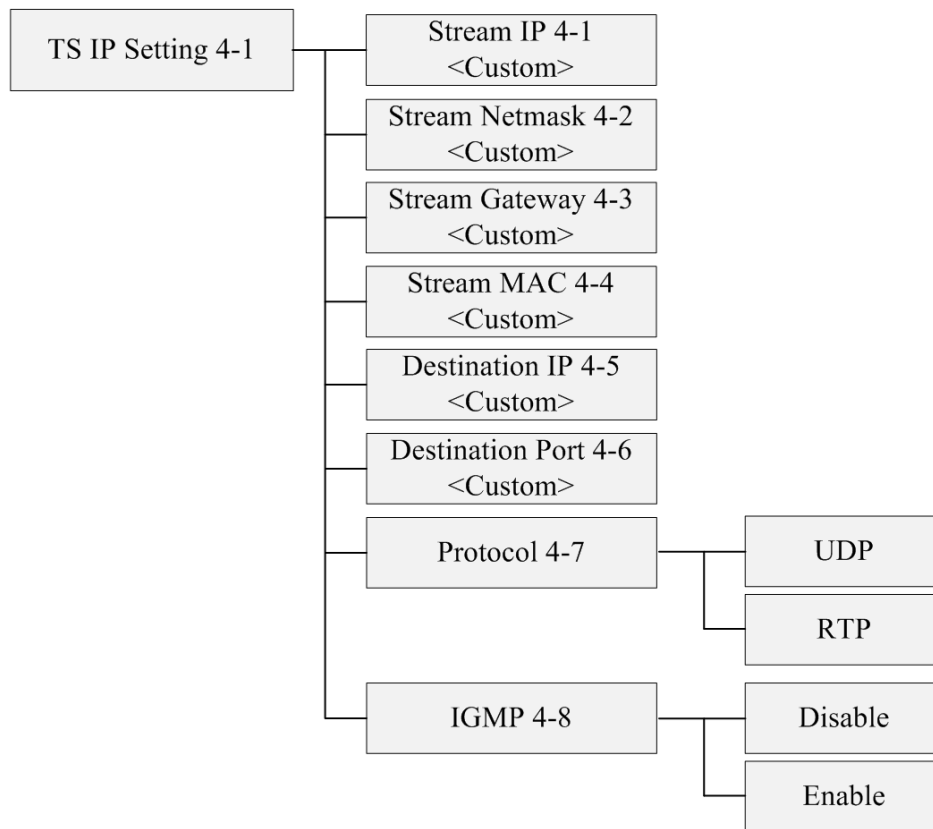 TS IP Setting 4-1
Stream IP 4-1
<Custom>
Stream Netmask 4-2
<Custom>
Stream Gateway 4-3
<Custom>
Stream MAC 4-4
<Custom>
Destination IP 4-5
<Custom>
Destination Port 4-6
<Custom>
Protocol 4-7
UDP
RTP
IGMP 4-8
Disable
Enable